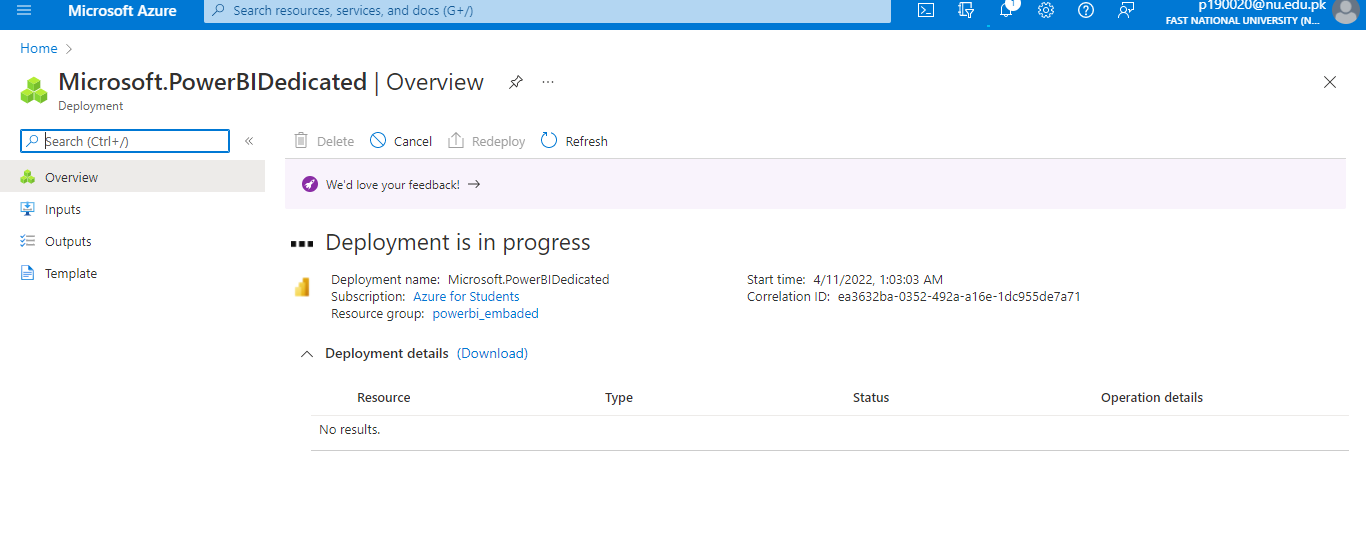 Microsoft Azure
Search resources, services, and docs (G+/)
1
p190020@nu.edu.pk
FAST NATIONAL UNIVERSITY (N...
Home
Microsoft.PowerBIDedicated | Overview
Deployment
Search (Ctrl+/)
Delete
Cancel
Redeploy
Refresh
Overview
Inputs
Outputs
Template
We'd love your feedback!
Deployment is in progress
Deployment name: Microsoft.PowerBIDedicated
Subscription: Azure for Students
Resource group: powerbi_embaded
Start time: 4/11/2022, 1:03:03 AM
Correlation ID: ea3632ba-0352-492a-a16e-1dc955de7a71
Deployment details (Download)
Resource Type Status Operation details
No results.